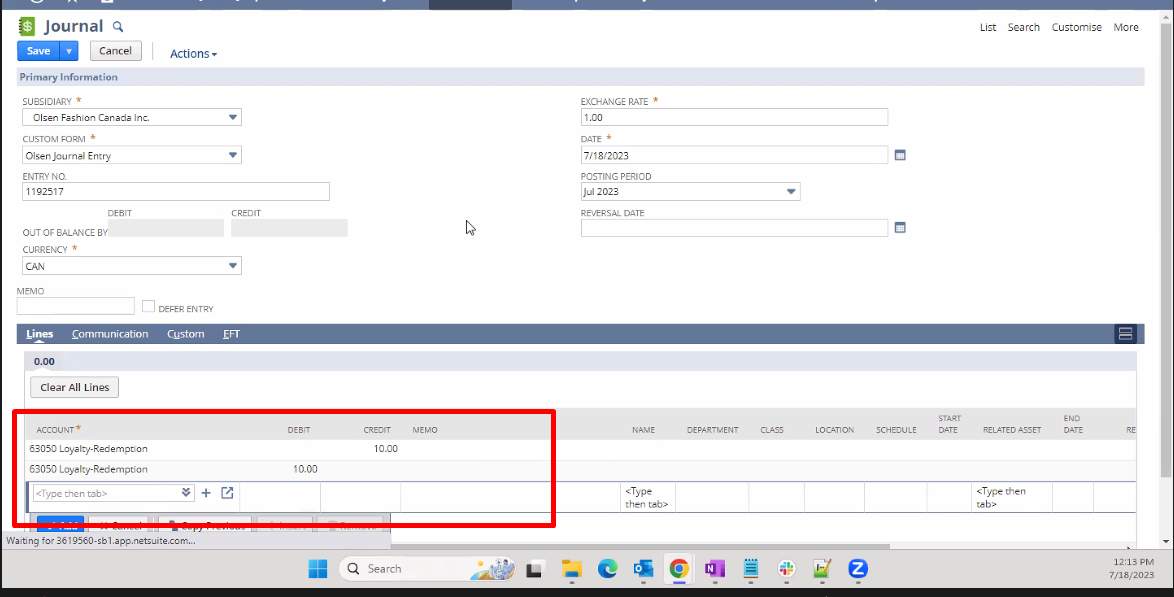 Journal
List Search Customise More
Save Cancel Actions
Primary Information
SUBSIDIARY *
Olsen Fashion Canada Inc.
CUSTOM FORM *
Olsen Journal Entry
ENTRY NO.
1192517
DEBIT CREDIT
OUT OF BALANCE BY
CURRENCY *
CAN
MEMO
DEFER ENTRY
EXCHANGE RATE *
1.00
DATE *
7/18/2023
POSTING PERIOD
Jul 2023
REVERSAL DATE
Lines Communication Custom EFT
0.00
Clear All Lines
ACCOUNT * DEBIT CREDIT MEMO NAME DEPARTMENT CLASS LOCATION SCHEDULE START DATE RELATED ASSET END DATE RE
63050 Loyalty-Redemption 10.00
63050 Loyalty-Redemption 10.00
<Type then tab> <Type then tab> <Type then tab>
Add Cancel Copy Previous Insert Remove
Waiting for 3619560-sb1.app.netsuite.com...
Search
12:13 PM
7/18/2023